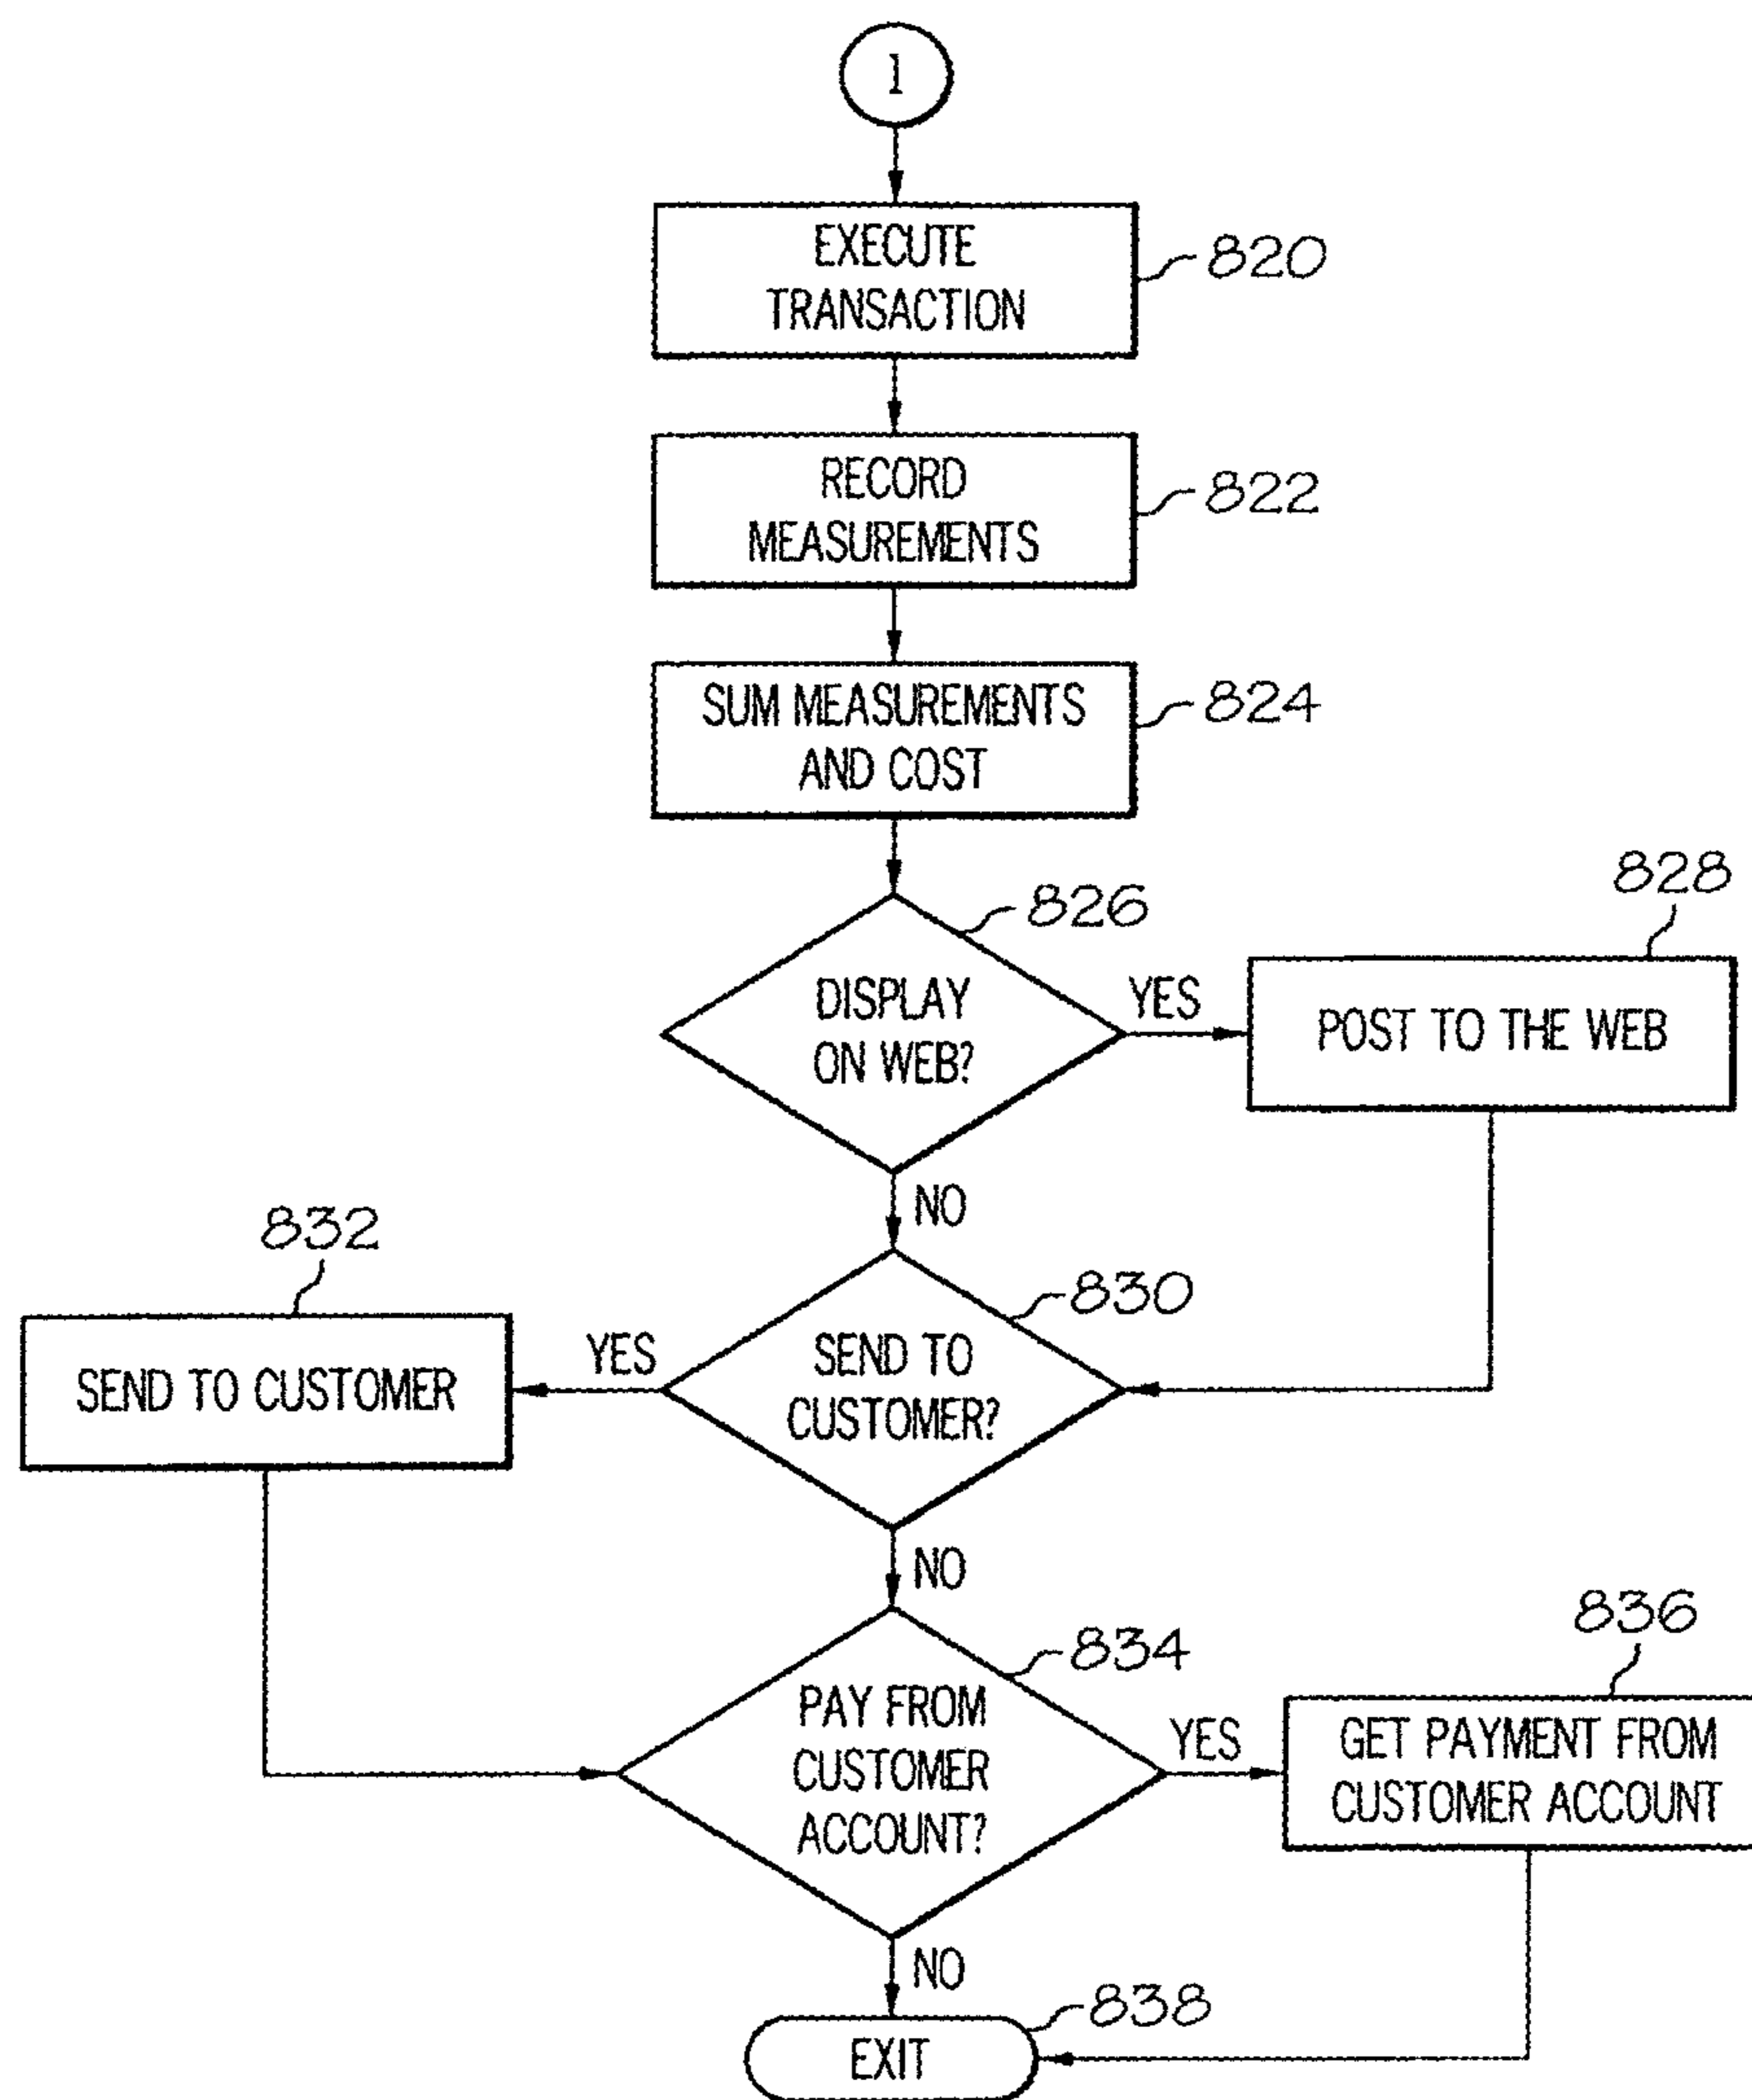 1
EXECUTE
TRANSACTION
820
RECORD
MEASUREMENTS
822
SUM MEASUREMENTS
AND COST
824
826
DISPLAY
ON WEB?
YES
828
POST TO THE WEB
NO
832
SEND TO CUSTOMER
YES
830
SEND TO
CUSTOMER?
NO
834
PAY FROM
CUSTOMER
ACCOUNT?
YES
836
GET PAYMENT FROM
CUSTOMER ACCOUNT
NO
838
EXIT